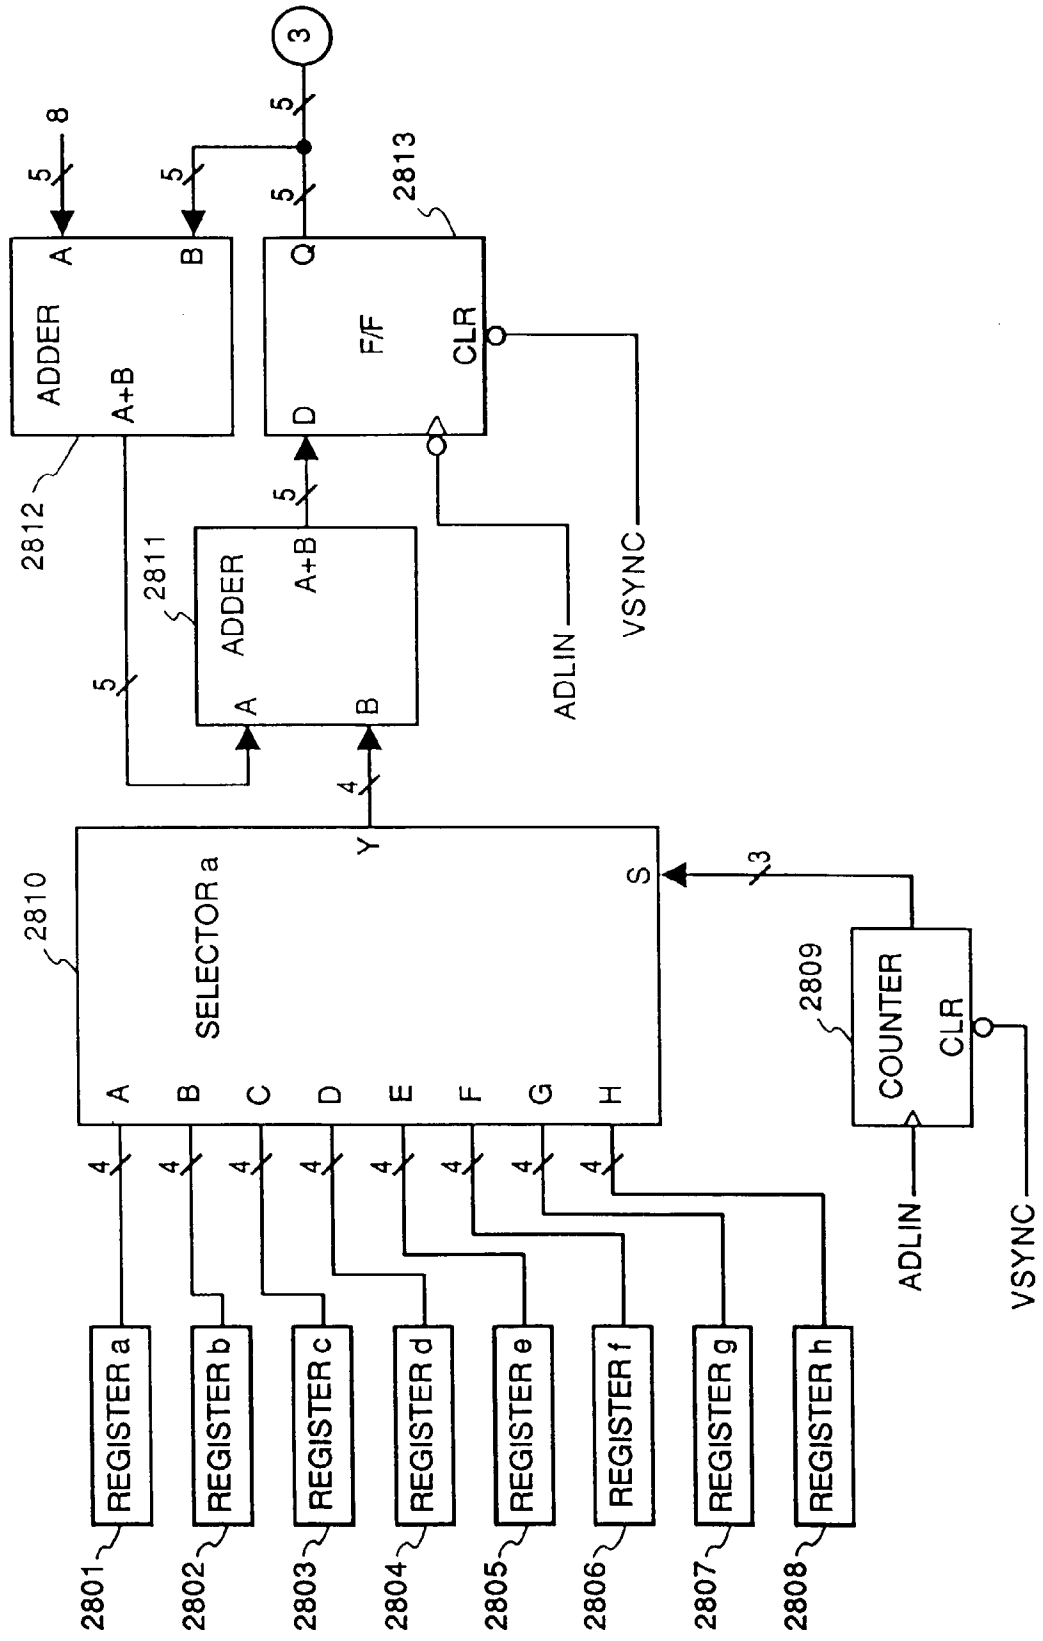 2801
REGISTER a
4
A
2802
REGISTER b
4
B
2803
REGISTER c
4
C
2804
REGISTER d
4
D
2805
REGISTER e
4
E
2806
REGISTER f
4
F
2807
REGISTER g
4
G
2808
REGISTER h
4
H
2810
SELECTOR a
Y
S
4
3
2809
COUNTER
CLR
ADLIN
VSYNC
2811
ADDER
A
B
A+B
5
5
2812
ADDER
A+B
A
B
5
8
5
2813
F/F
D
Q
CLR
5
5
3
ADLIN
VSYNC